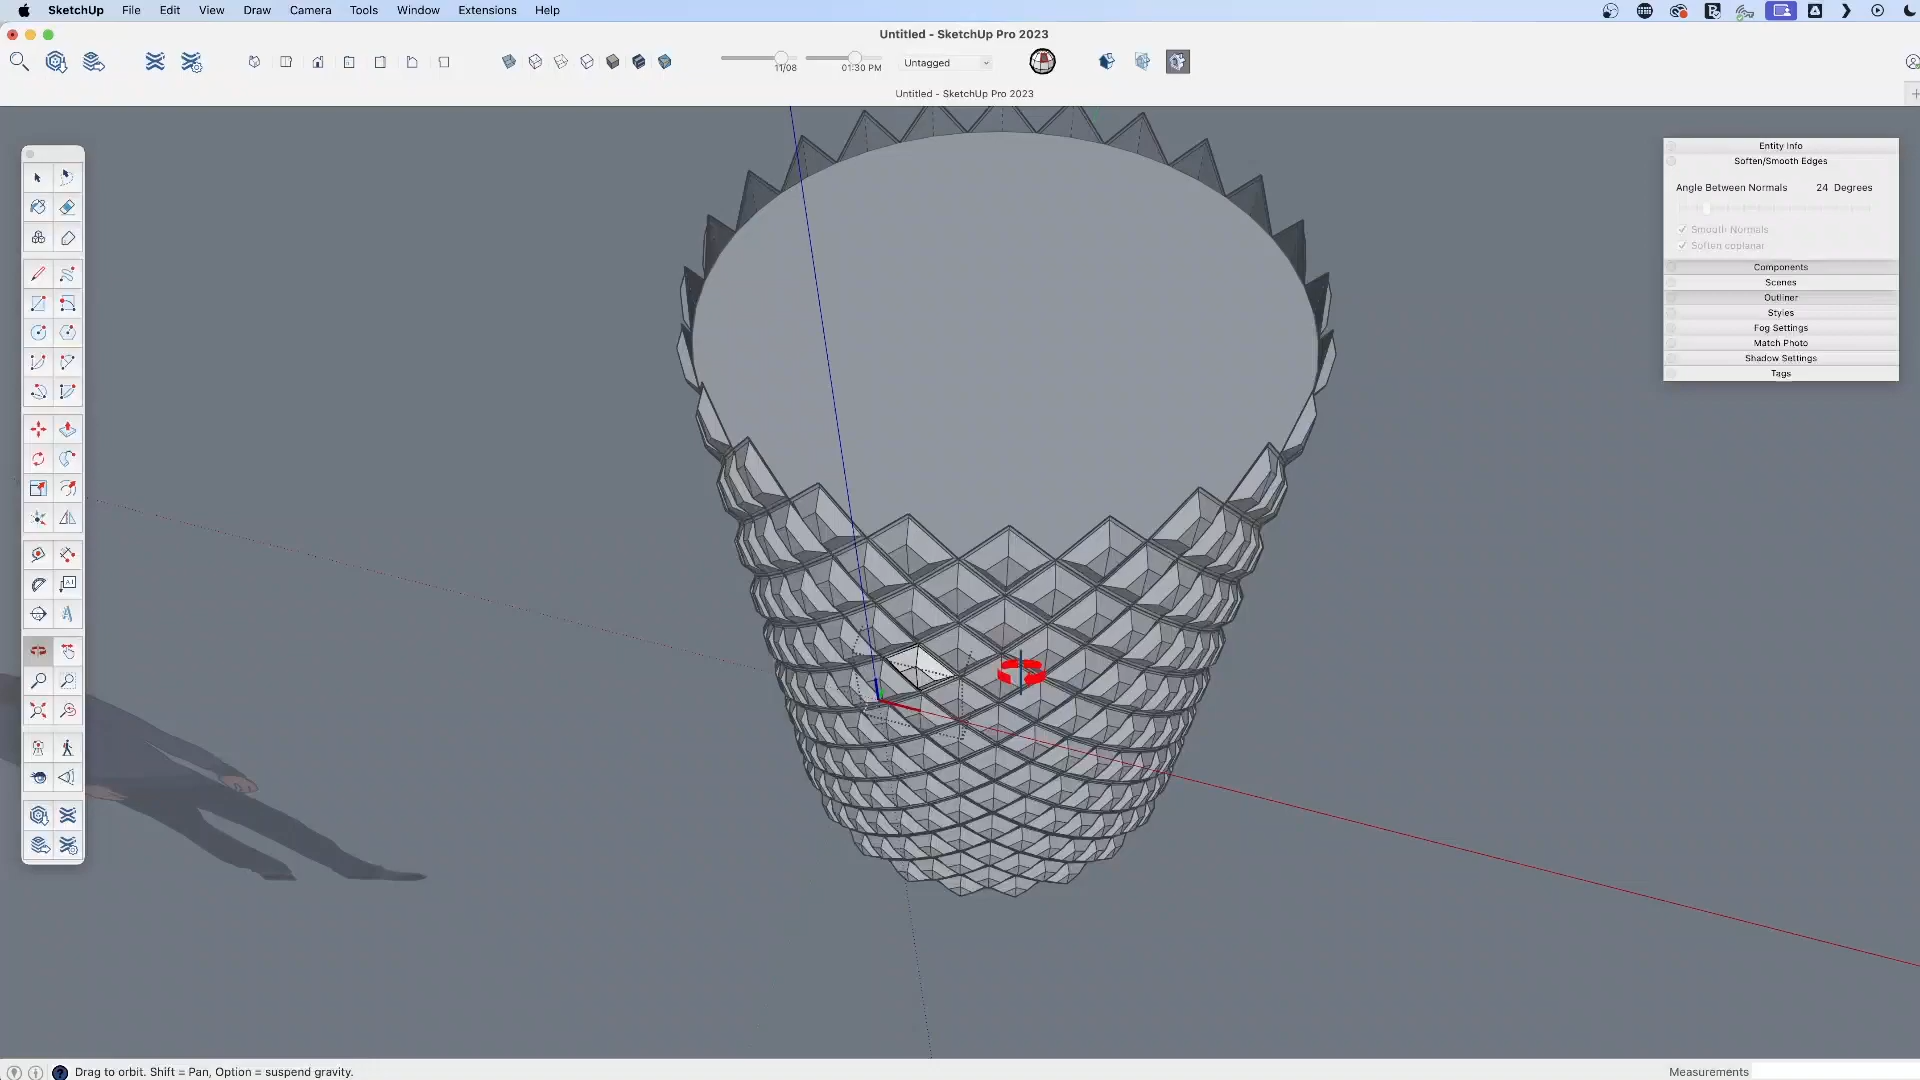 SketchUp File Edit View Draw Camera Tools Window Extensions Help
Untitled - SketchUp Pro 2023
11/08 01:30 PM Untagged
Untitled - SketchUp Pro 2023
Entity Info
Soften/Smooth Edges
Angle Between Normals 24 Degrees
Smooth Normals
Soften coplanar
Components
Scenes
Outliner
Styles
Fog Settings
Match Photo
Shadow Settings
Tags
Drag to orbit. Shift = Pan, Option = suspend gravity. Measurements